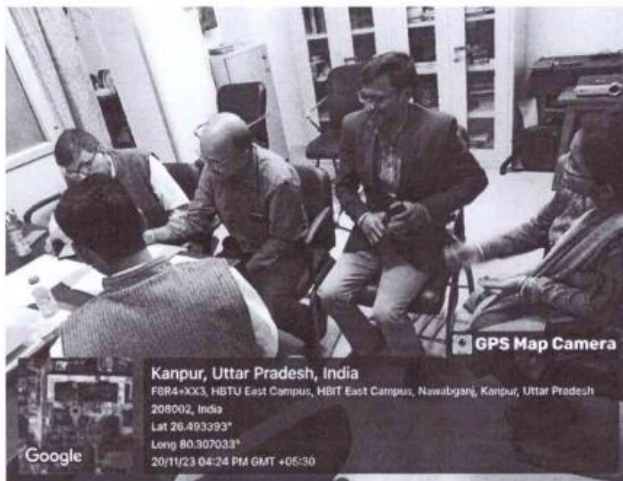 GPS Map Camera
Kanpur, Uttar Pradesh, India
F8R4+XX3, HBTU East Campus, HBIT East Campus, Nawabganj, Kanpur, Uttar Pradesh
208002, India
Lat 26.493393°
Long 80.307033°
20/11/23 04:24 PM GMT +05:30
Google